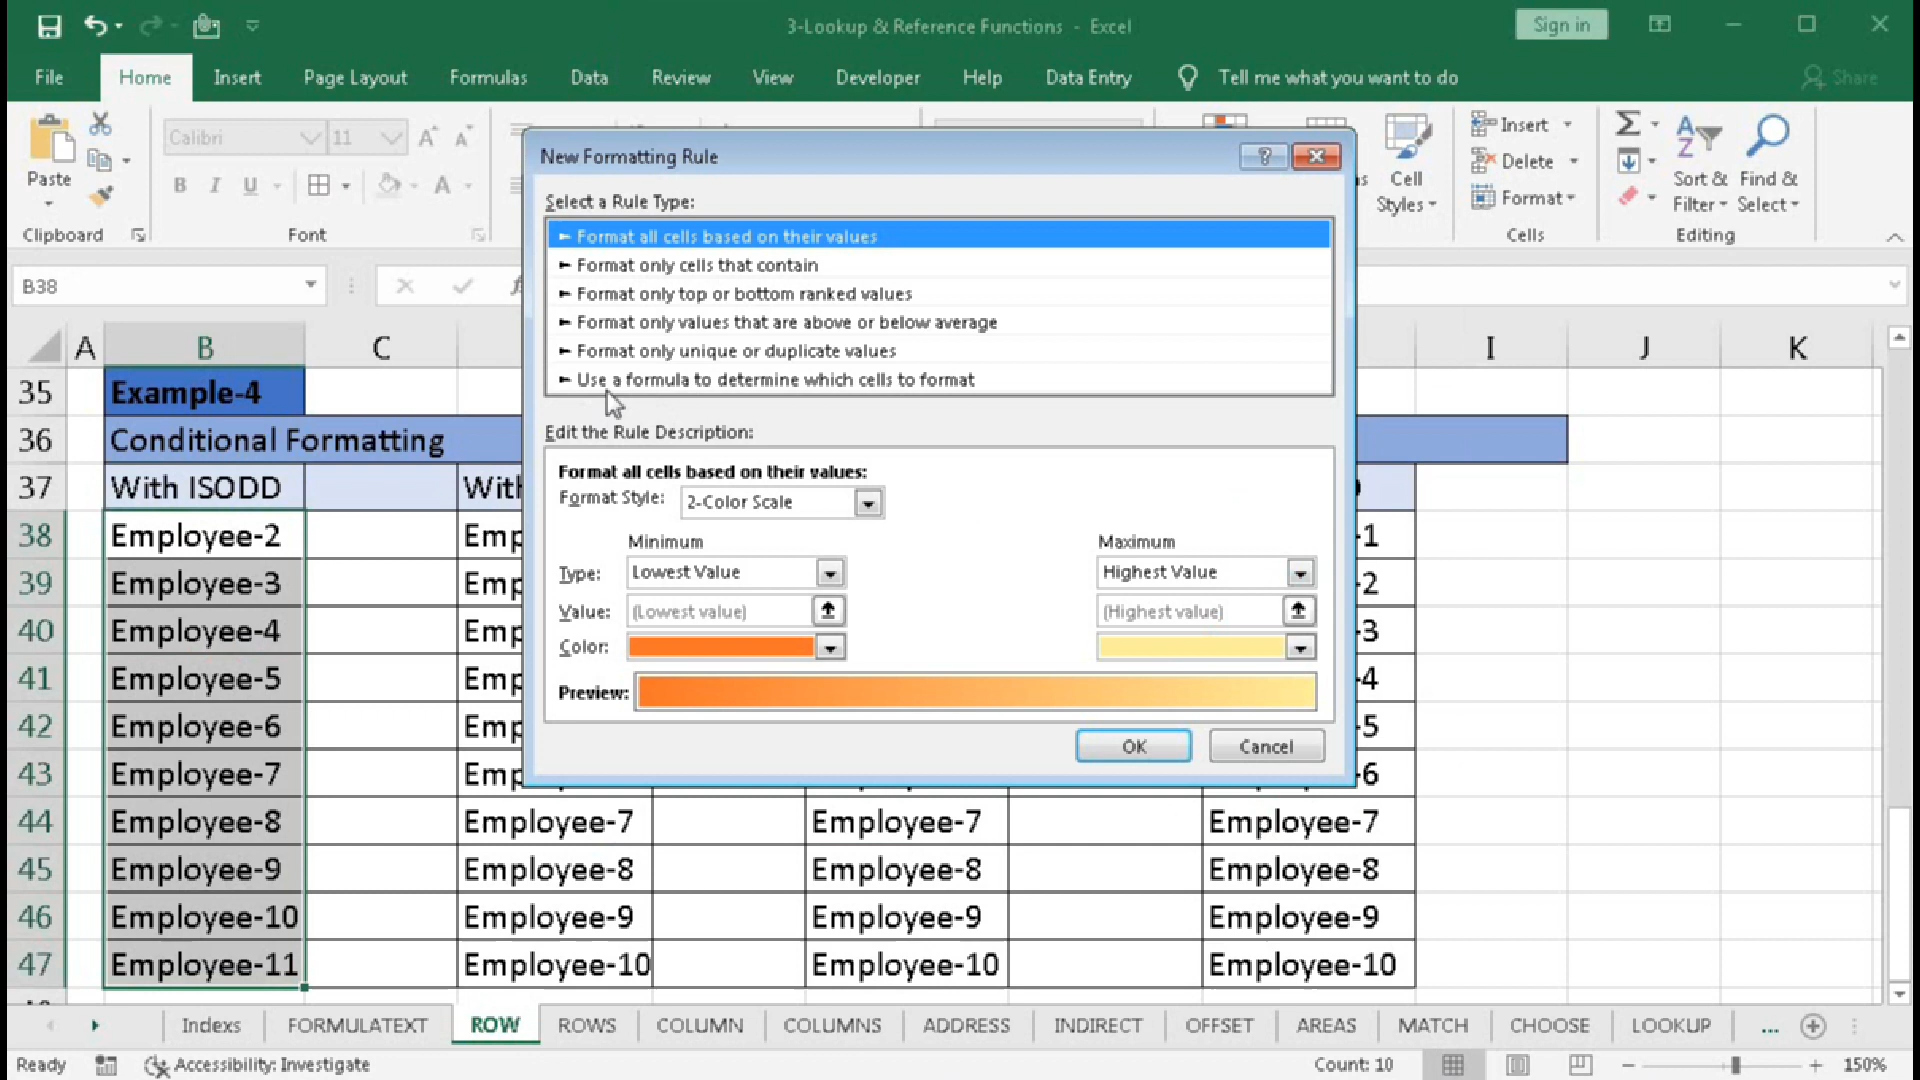 3-Lookup & Reference Functions - Excel
Sign in
File Home Insert Page Layout Formulas Data Review View Developer Help Data Entry Tell me what you want to do Share
Paste
Clipboard
Calibri 11
A A
B I U A
Font
Cell
Styles
Insert
Delete
Format
Cells
Σ
A
Z
Sort &
Filter
Find &
Select
Editing
B38
New Formatting Rule
?
Select a Rule Type:
► Format all cells based on their values
► Format only cells that contain
► Format only top or bottom ranked values
► Format only values that are above or below average
► Format only unique or duplicate values
► Use a formula to determine which cells to format
Edit the Rule Description:
Format all cells based on their values:
Format Style: 2-Color Scale
Minimum Maximum
Type: Lowest Value Highest Value
Value: (Lowest value) (Highest value)
Color:
Preview:
OK Cancel
A B C I J K
35 Example-4
36 Conditional Formatting
37 With ISODD
38 Employee-2 -1
39 Employee-3 -2
40 Employee-4 -3
41 Employee-5 -4
42 Employee-6 -5
43 Employee-7 -6
44 Employee-8 Employee-7 Employee-7 Employee-7
45 Employee-9 Employee-8 Employee-8 Employee-8
46 Employee-10 Employee-9 Employee-9 Employee-9
47 Employee-11 Employee-10 Employee-10 Employee-10
Indexs FORMULATEXT ROW ROWS COLUMN COLUMNS ADDRESS INDIRECT OFFSET AREAS MATCH CHOOSE LOOKUP ...
Ready Accessibility: Investigate Count: 10 150%